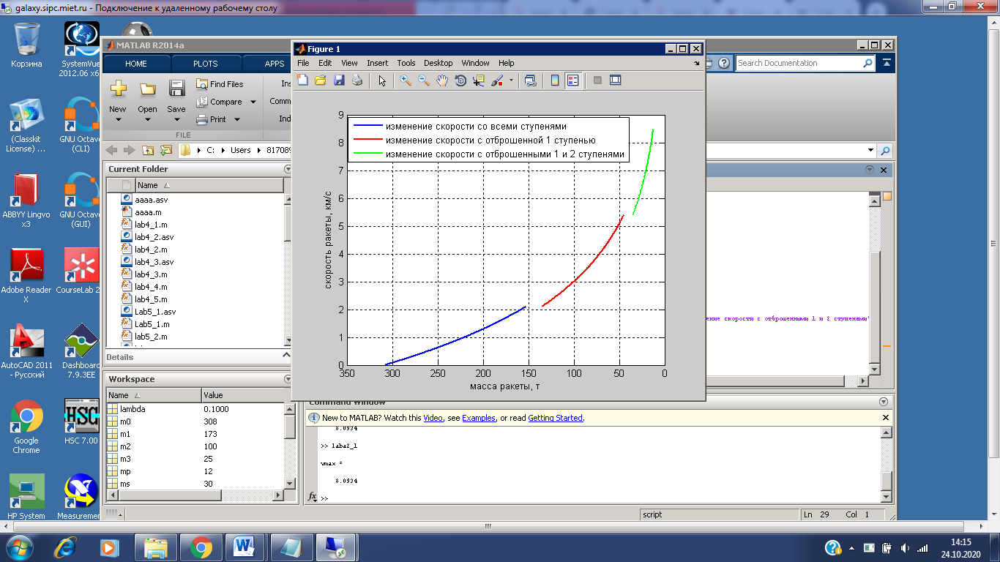 galaxy.sipc.miet.ru - Подключение к удаленному рабочему столу
Корзина
SystemVue
2012.06 x6
(Classkit
License) ...
GNU Octave
(CLI)
ABBYY Lingvo
x3
GNU Octav
(GUI)
Adobe Reader
X
CourseLab 2
AutoCAD 2011
- Русский
Dashboard
7.9.3EE
Google
Chrome
HSC
HSC 7.00
HP System
Measuremen
MATLAB R2014a
HOME
PLOTS
APPS
Search Documentation
New
Open
Save
Find Files
Compare
Print
Ins
Comm
Ind
FILE
C:
Users
817089
Current Folder
Name
aaaa.asv
aaaa.m
lab4_1.m
lab4_2.asv
lab4_2.m
lab4_3.asv
lab4_3.m
lab4_4.m
lab4_5.m
Lab5_1.asv
Lab5_1.m
lab5_2.m
Details
Workspace
Name Value
lambda 0.1000
m0 308
m1 173
m2 100
m3 25
mp 12
ms 30
Figure 1
File Edit View Insert Tools Desktop Window Help
изменение скорости со всеми ступенями
изменение скорости с отброшенной 1 ступенью
изменение скорости с отброшенными 1 и 2 ступенями
9
8
7
6
5
4
3
2
1
0
скорость ракеты, км/с
350 300 250 200 150 100 50 0
масса ракеты, т
ение скорости с отброшенными 1 и 2 ступенями'
Command Window
New to MATLAB? Watch this Video, see Examples, or read Getting Started.
8.0934
>> laba2_1
vmax =
8.0934
fx >>
script
Ln 29 Col 1
14:15
24.10.2020